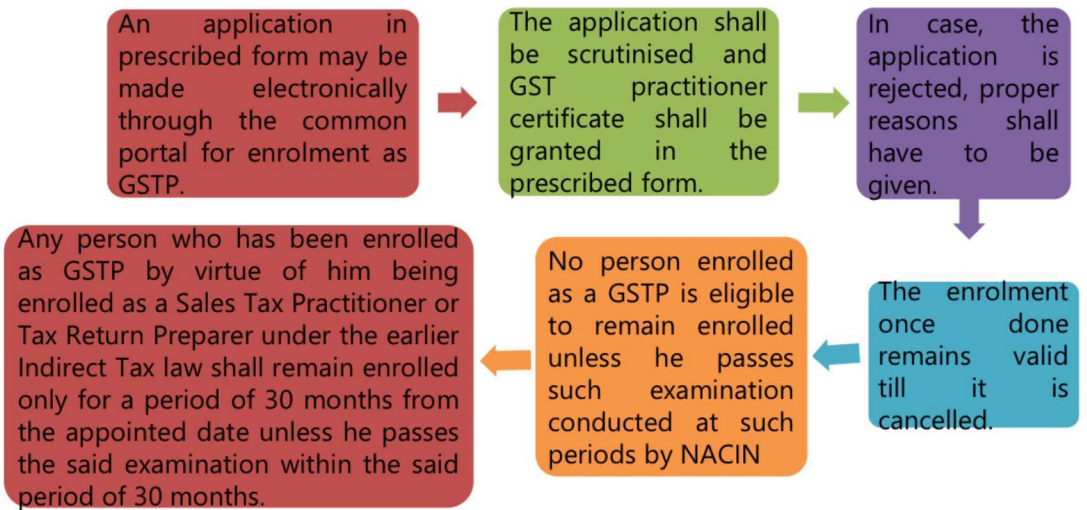 An application in
prescribed form may be
made electronically
through the common
portal for enrolment as
GSTP.
The application shall
be scrutinised and
GST practitioner
certificate shall be
granted in the
prescribed form.
In case, the
application is
rejected, proper
reasons shall
have to be
given.
The enrolment
once done
remains valid
till it is
cancelled.
No person enrolled
as a GSTP is eligible
to remain enrolled
unless he passes
such examination
conducted at such
periods by NACIN
Any person who has been enrolled
as GSTP by virtue of him being
enrolled as a Sales Tax Practitioner or
Tax Return Preparer under the earlier
Indirect Tax law shall remain enrolled
only for a period of 30 months from
the appointed date unless he passes
the said examination within the said
period of 30 months.